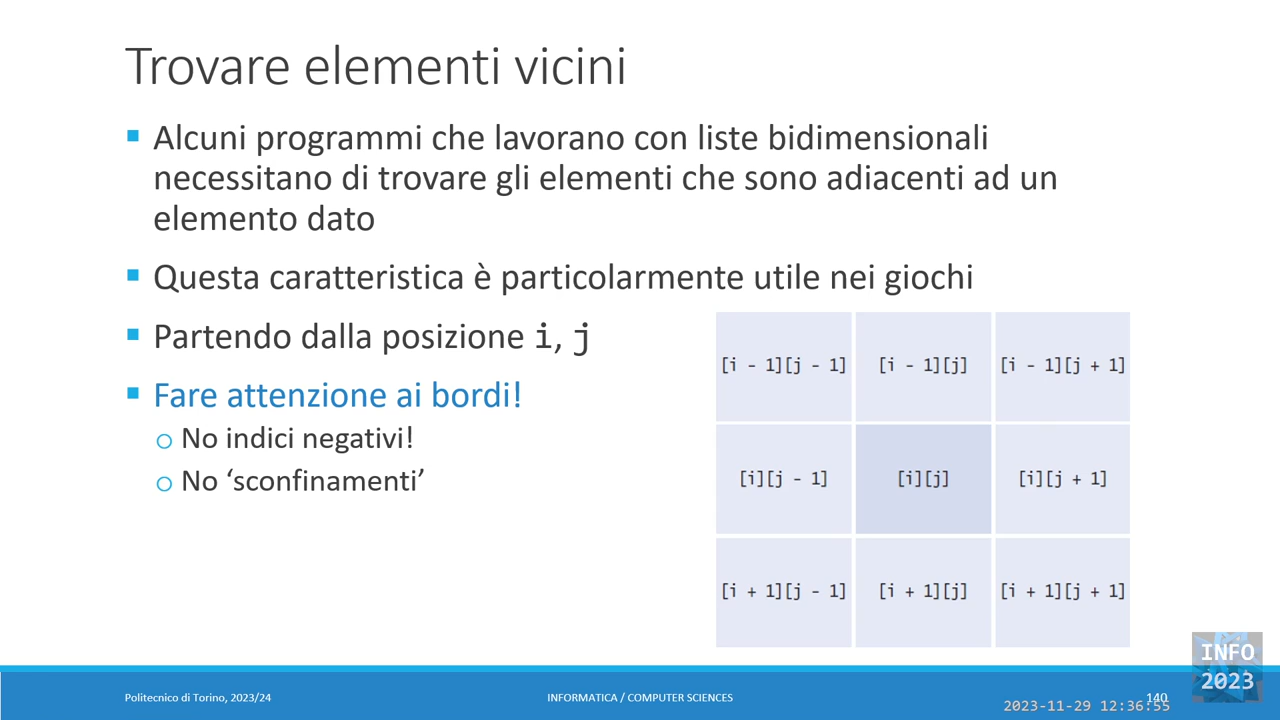 Trovare elementi vicini
Alcuni programmi che lavorano con liste bidimensionali
necessitano di trovare gli elementi che sono adiacenti ad un
elemento dato
Questa caratteristica è particolarmente utile nei giochi
Partendo dalla posizione i, j
Fare attenzione ai bordi!
No indici negativi!
No ‘sconfinamenti’
[i - 1][j - 1] [i - 1][j] [i - 1][j + 1]
[i][j - 1] [i][j] [i][j + 1]
[i + 1][j - 1] [i + 1][j] [i + 1][j + 1]
INFO
2023
Politecnico di Torino, 2023/24 INFORMATICA / COMPUTER SCIENCES 140
2023-11-29 12:36:55